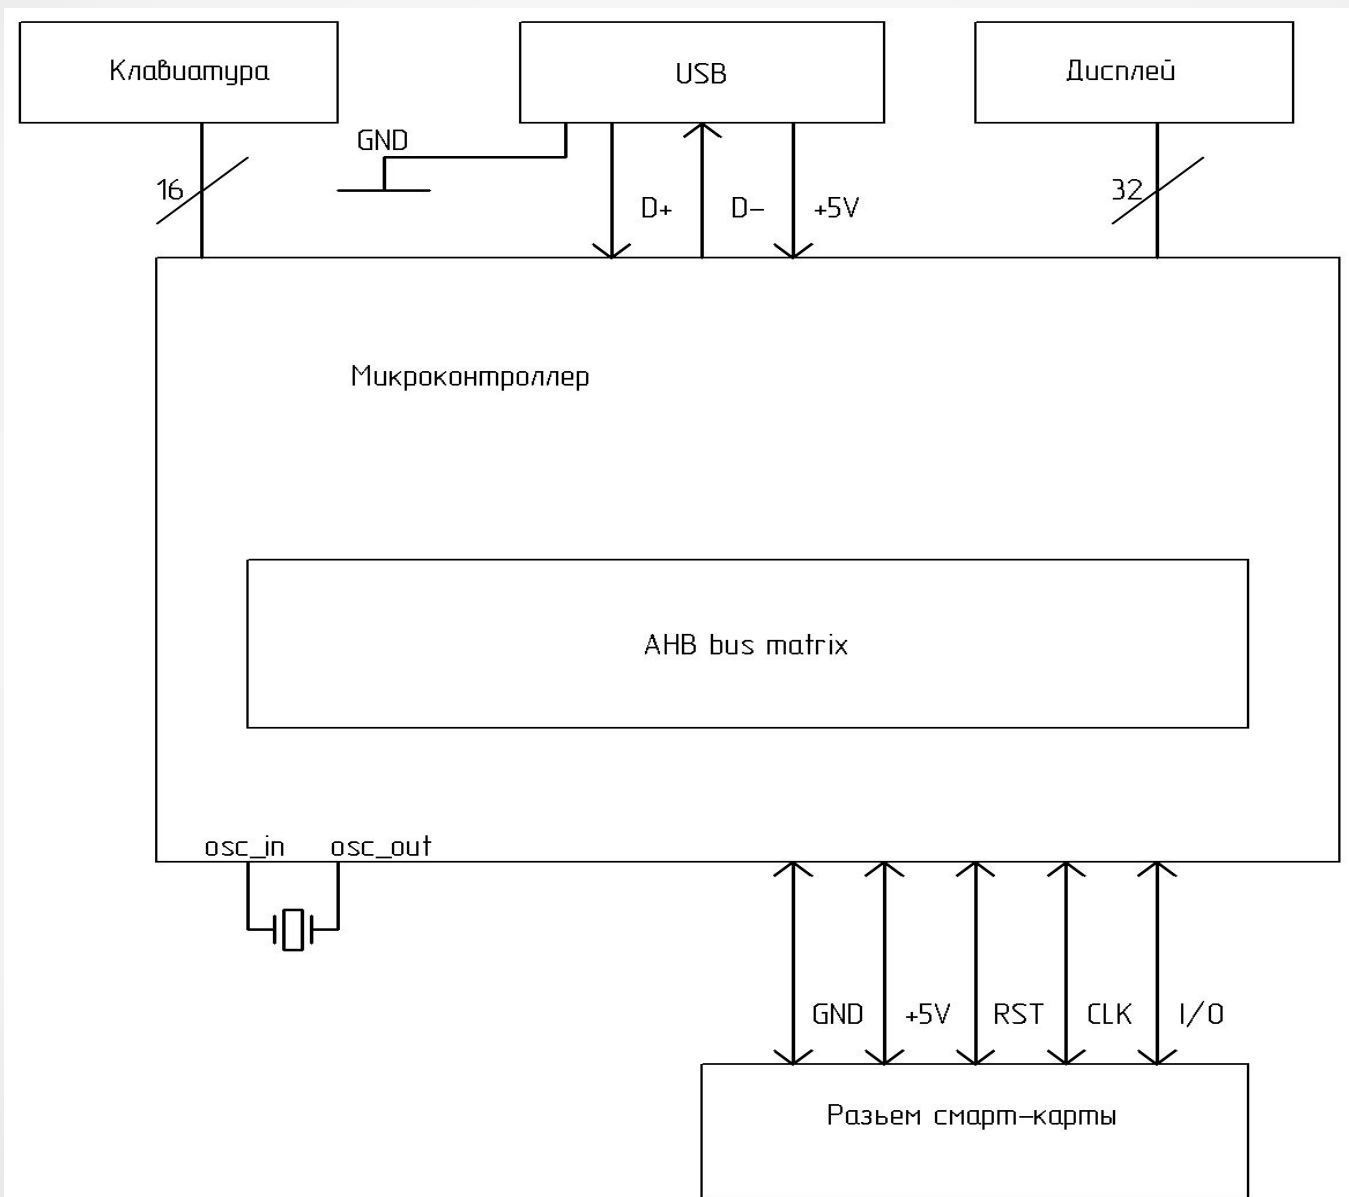 Клавиатура
USB
Дисплей
GND
16
D+
D-
+5V
32
Микроконтроллер
AHB bus matrix
osc_in
osc_out
GND
+5V
RST
CLK
I/O
Разьем смарт-карты